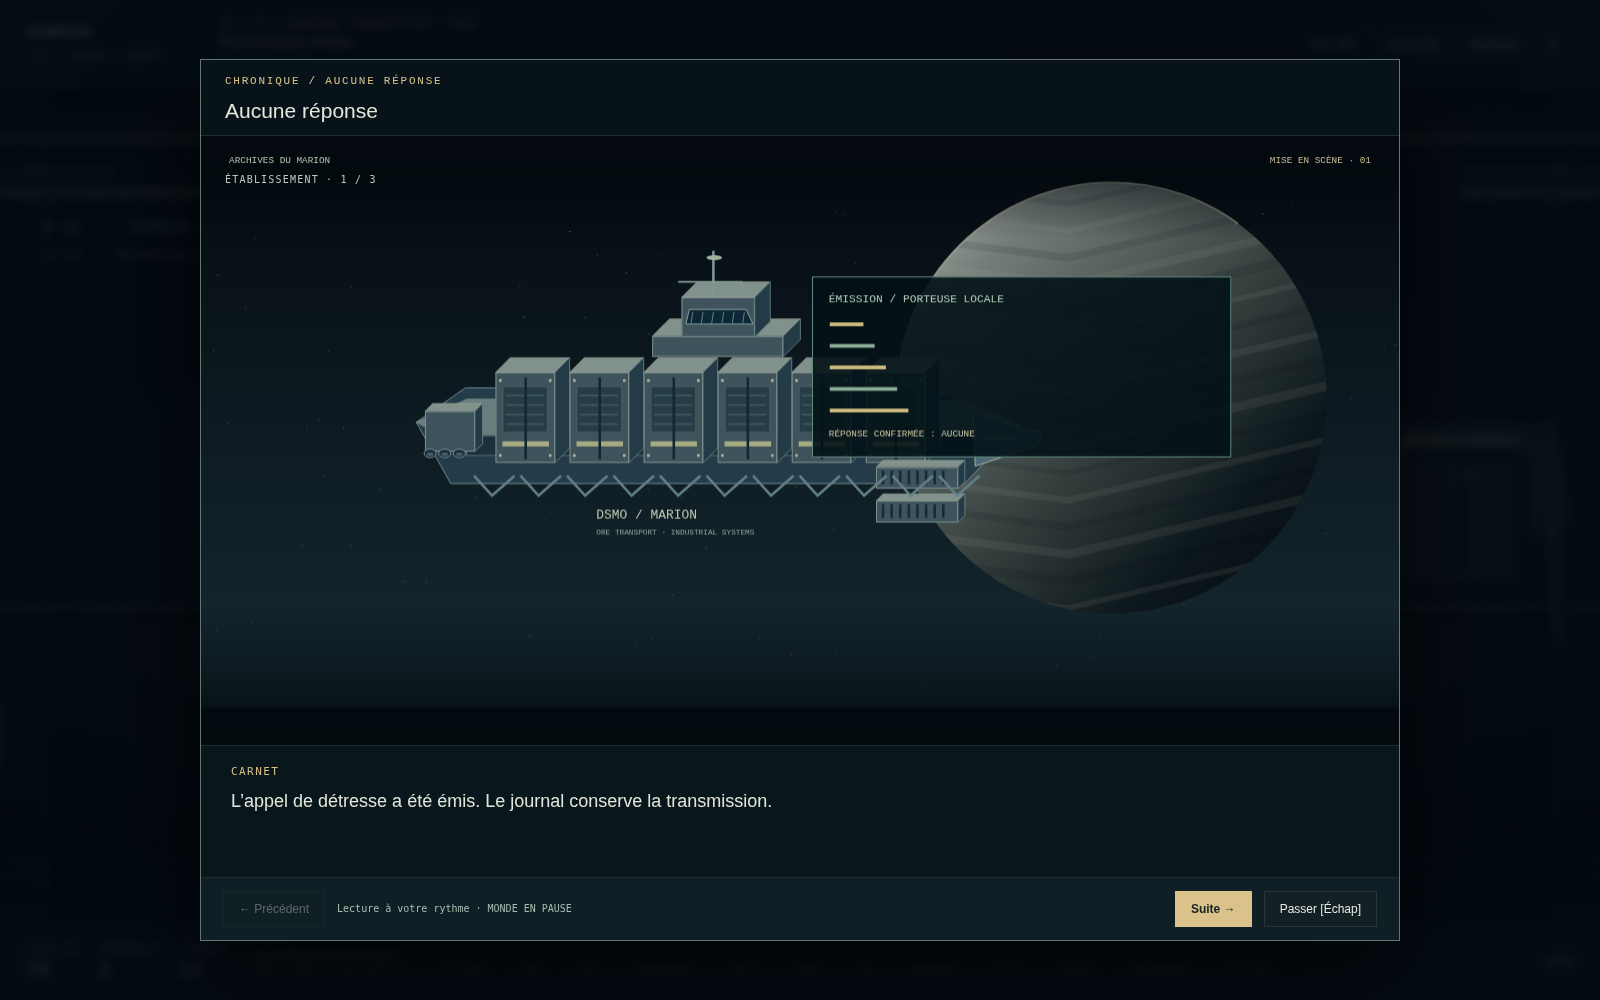 CHRONIQUE / AUCUNE RÉPONSE
Aucune réponse
ARCHIVES DU MARION
MISE EN SCÈNE · 01
ÉTABLISSEMENT · 1 / 3
ÉMISSION / PORTEUSE LOCALE
RÉPONSE CONFIRMÉE : AUCUNE
DSMO / MARION
ORE TRANSPORT · INDUSTRIAL SYSTEMS
CARNET
L’appel de détresse a été émis. Le journal conserve la transmission.
← Précédent
Lecture à votre rythme · MONDE EN PAUSE
Suite →
Passer [Échap]